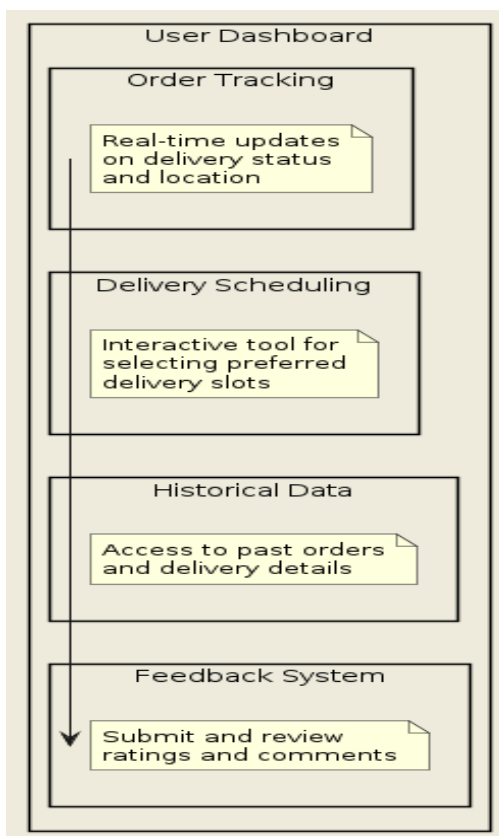 User Dashboard
Order Tracking
Real-time updates
on delivery status
and location
Delivery Scheduling
Interactive tool for
selecting preferred
delivery slots
Historical Data
Access to past orders
and delivery details
Feedback System
Submit and review
ratings and comments